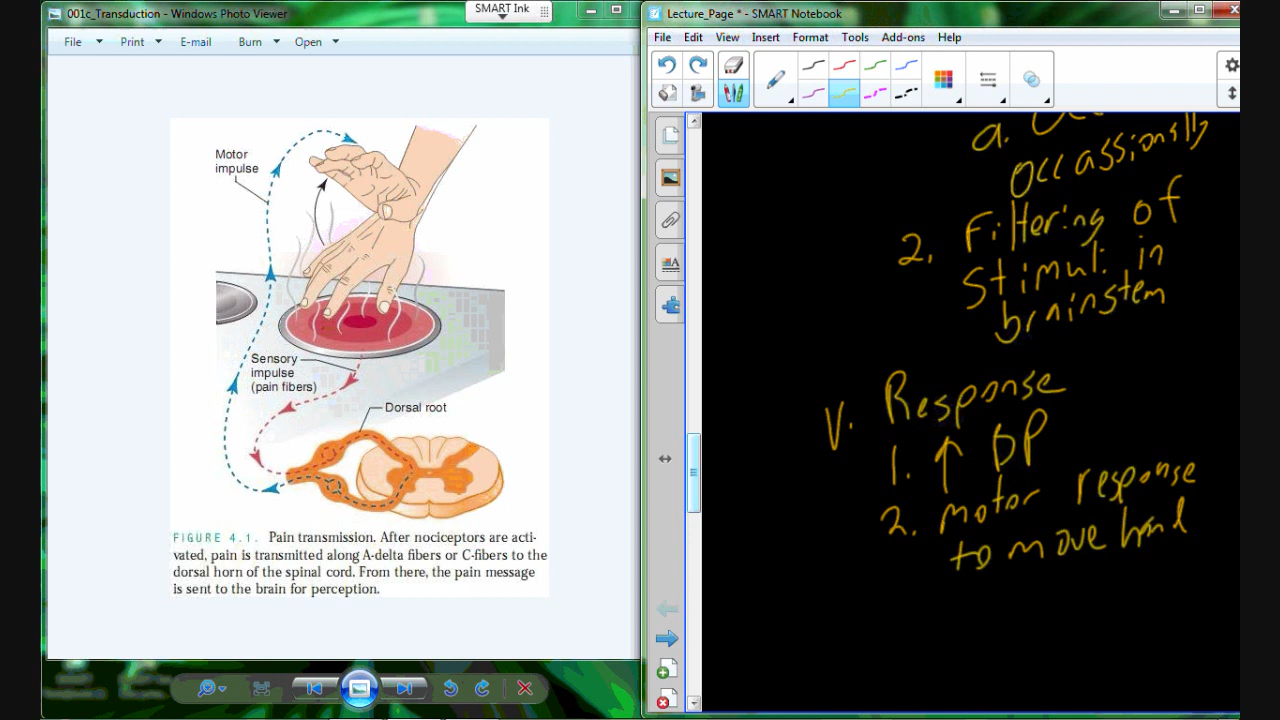 001c_Transduction - Windows Photo Viewer
SMART Ink
File Print E-mail Burn Open
Motor
impulse
Sensory
impulse
(pain fibers)
Dorsal root
FIGURE 4.1. Pain transmission. After nociceptors are acti-
vated, pain is transmitted along A-delta fibers or C-fibers to the
dorsal horn of the spinal cord. From there, the pain message
is sent to the brain for perception.
Lecture_Page * - SMART Notebook
File Edit View Insert Format Tools Add-ons Help
a.
Occassionally
2. Filtering of
Stimuli in
brainstem
V. Response
1. ↑ BP
2. Motor response
to move hand